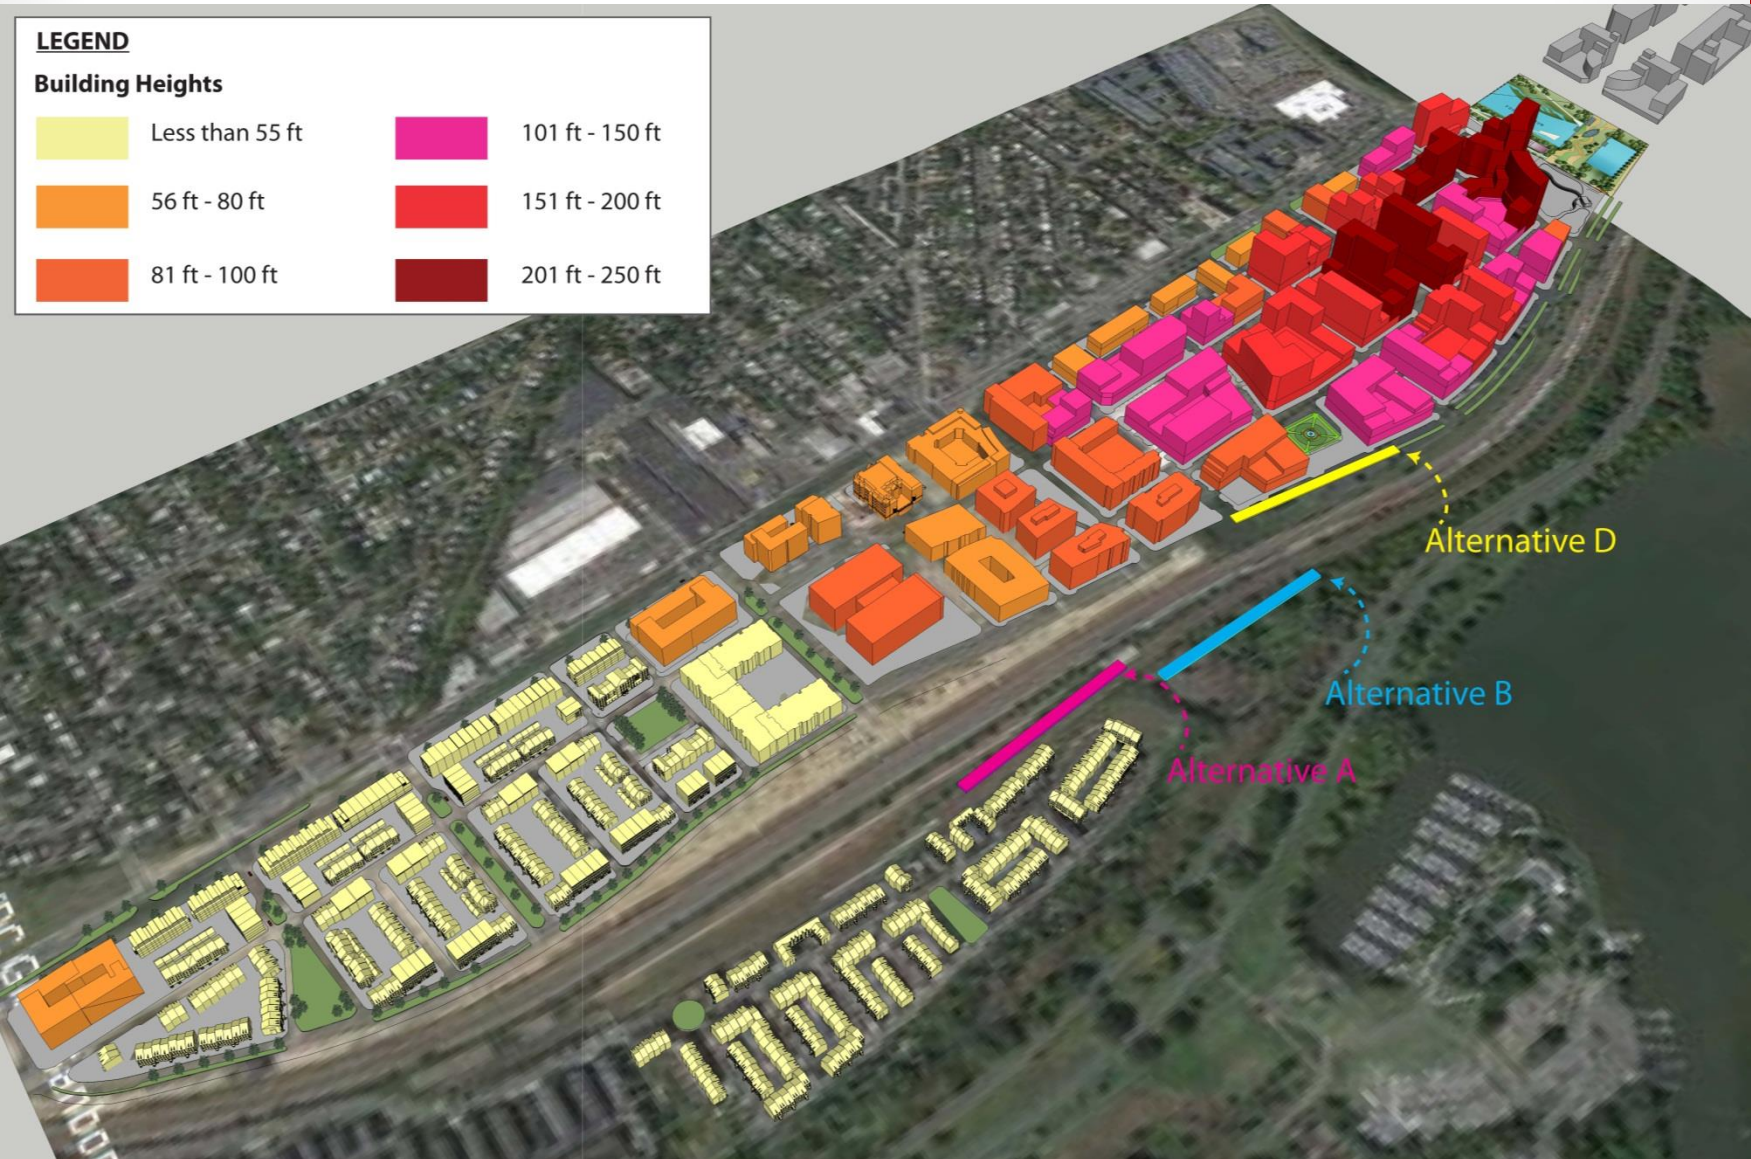 LEGEND
Building Heights
Less than 55 ft
101 ft - 150 ft
56 ft - 80 ft
151 ft - 200 ft
81 ft - 100 ft
201 ft - 250 ft
Alternative D
Alternative B
Alternative A